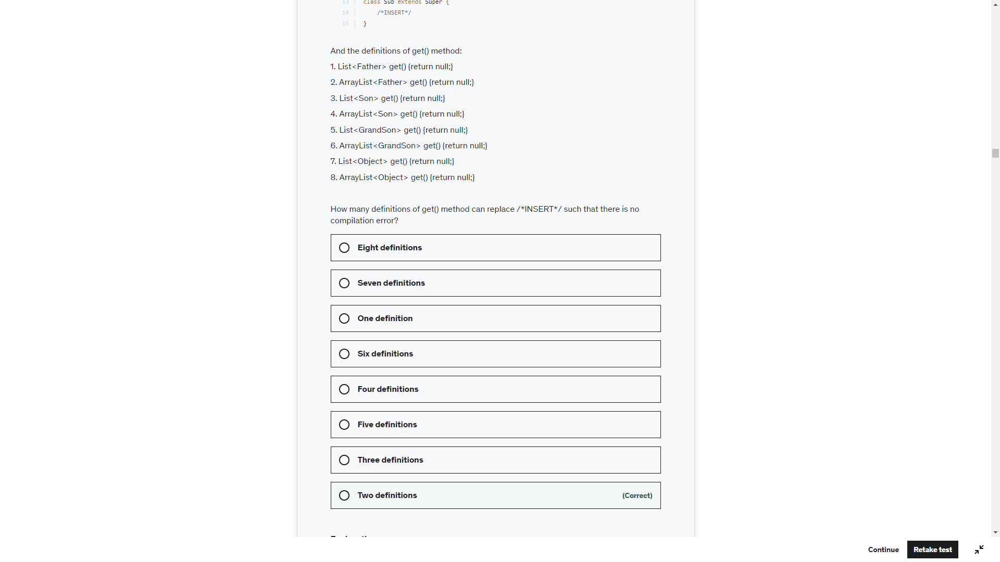 13 class Sub extends Super {
14 /*INSERT*/
15 }
And the definitions of get() method:
1. List<Father> get() {return null;}
2. ArrayList<Father> get() {return null;}
3. List<Son> get() {return null;}
4. ArrayList<Son> get() {return null;}
5. List<GrandSon> get() {return null;}
6. ArrayList<GrandSon> get() {return null;}
7. List<Object> get() {return null;}
8. ArrayList<Object> get() {return null;}
How many definitions of get() method can replace /*INSERT*/ such that there is no
compilation error?
Eight definitions
Seven definitions
One definition
Six definitions
Four definitions
Five definitions
Three definitions
Two definitions (Correct)
Continue Retake test